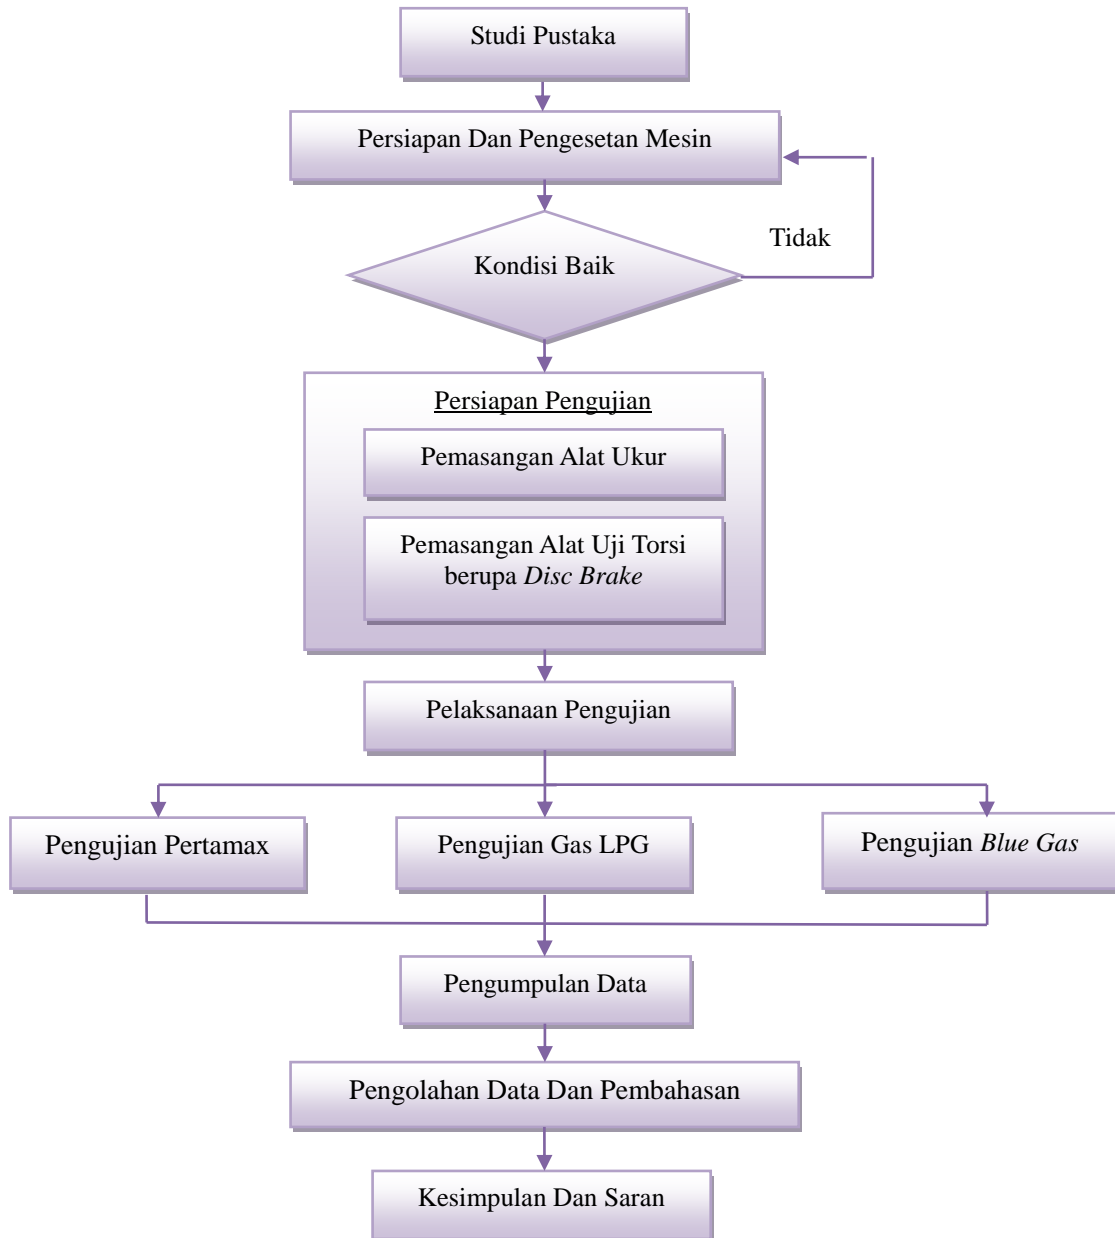 Studi Pustaka
Persiapan Dan Pengesetan Mesin
Tidak
Kondisi Baik
Persiapan Pengujian
Pemasangan Alat Ukur
Pemasangan Alat Uji Torsi
berupa Disc Brake
Pelaksanaan Pengujian
Pengujian Pertamax
Pengujian Gas LPG
Pengujian Blue Gas
Pengumpulan Data
Pengolahan Data Dan Pembahasan
Kesimpulan Dan Saran